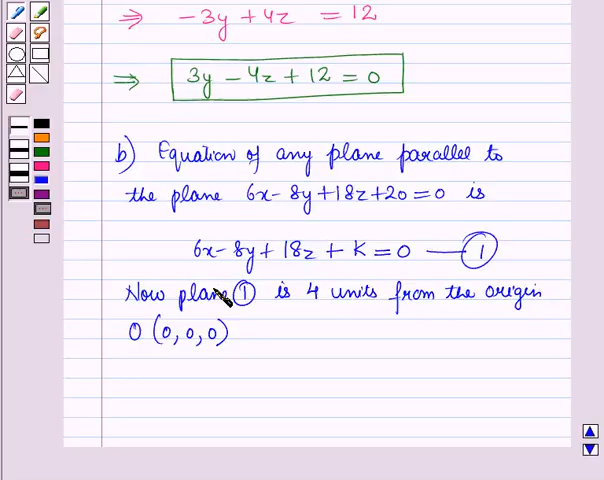 ⇒ -3y + 4z = 12
⇒ 3y - 4z + 12 = 0
b) Equation of any plane parallel to
the plane 6x - 8y + 18z + 20 = 0 is
6x - 8y + 18z + K = 0 — ①
Now plane ① is 4 units from the origin
O (0, 0, 0)